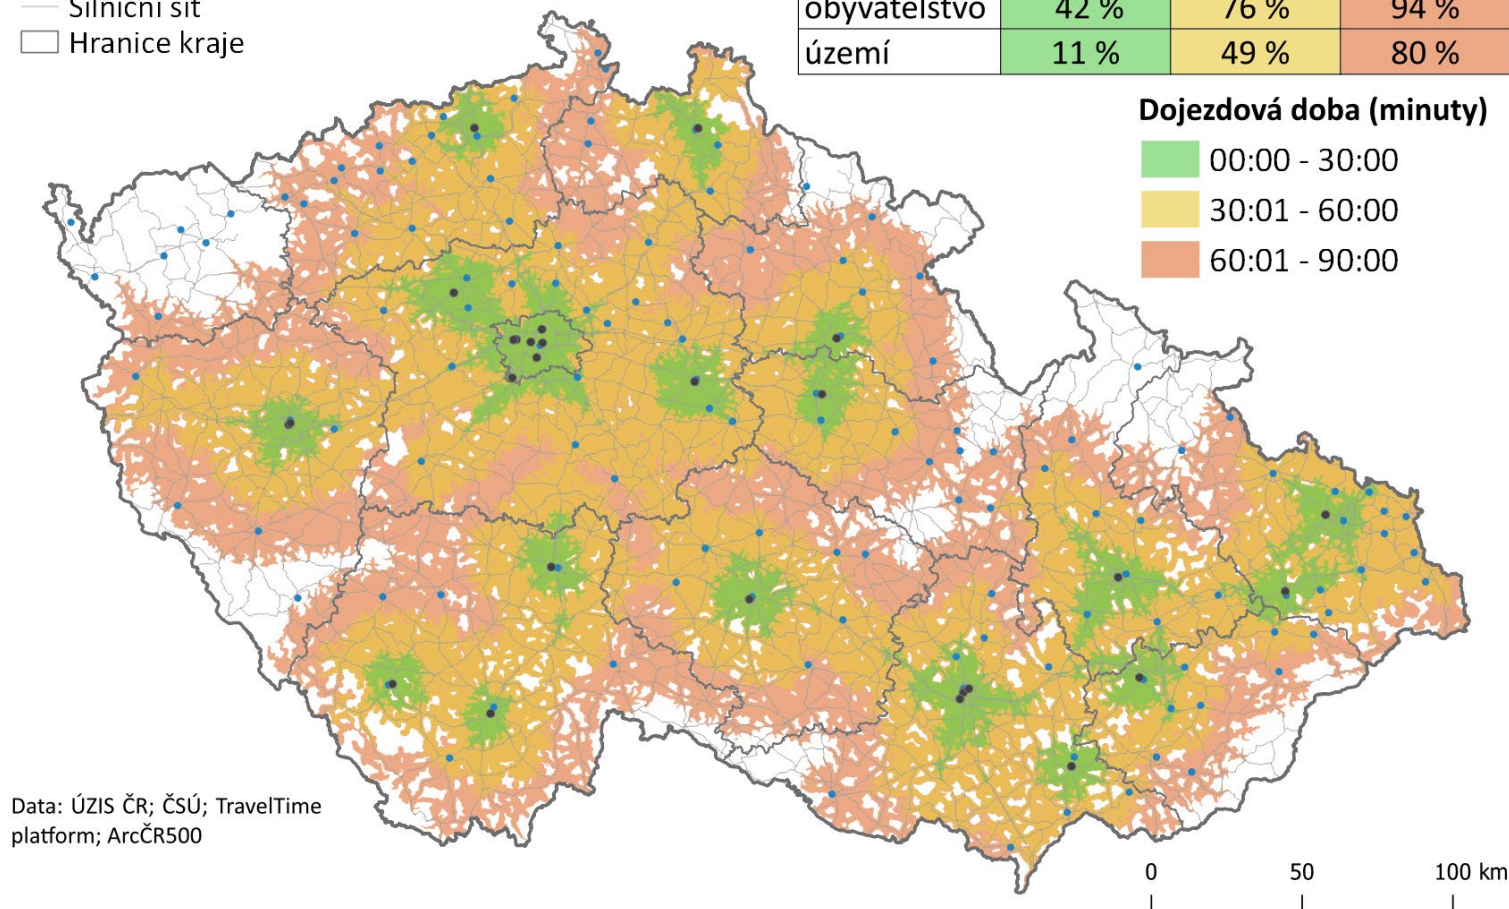 Silniční síť
Hranice kraje
obyvatelstvo 42 % 76 % 94 %
území 11 % 49 % 80 %
Dojezdová doba (minuty)
00:00 - 30:00
30:01 - 60:00
60:01 - 90:00
Data: ÚZIS ČR; ČSÚ; TravelTime
platform; ArcČR500
0 50 100 km